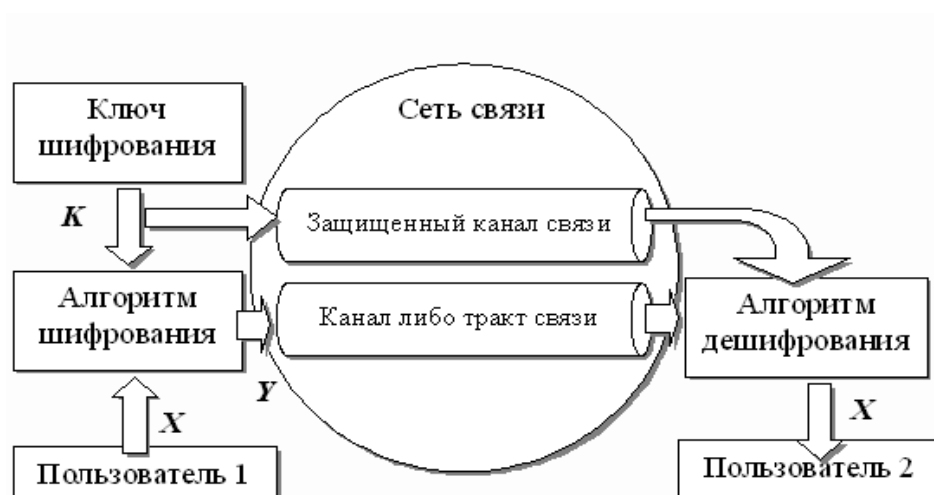 Ключ
шифрования
Сеть связи
K
Защищенный канал связи
Алгоритм
шифрования
Канал либо тракт связи
Алгоритм
дешифрования
Y
X
X
Пользователь 1
Пользователь 2